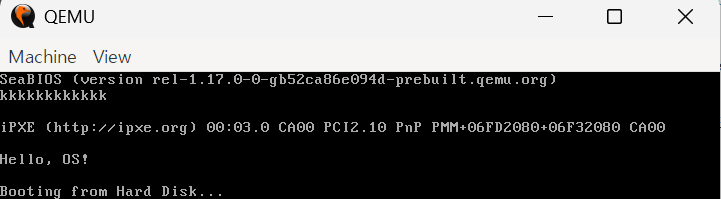 QEMU
Machine View
SeaBIOS (version rel-1.17.0-0-gb52ca86e094d-prebuilt.qemu.org)
kkkkkkkkkkkk
iPXE (http://ipxe.org) 00:03.0 CA00 PCI2.10 PnP PMM+06FD2080+06F32080 CA00
Hello, OS!
Booting from Hard Disk...